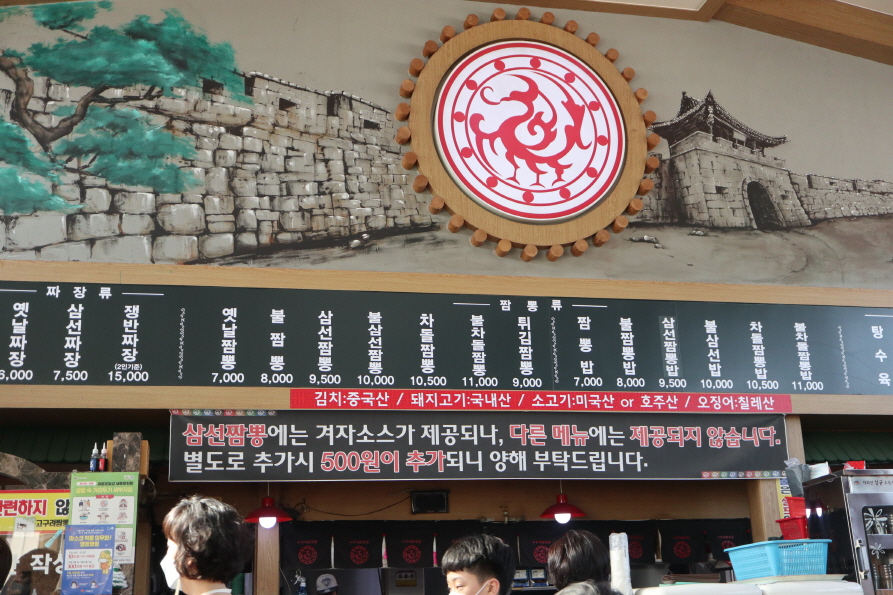 짜장류
짬뽕류
옛날짜장 6,000
삼선짜장 7,500
쟁반짜장 (2인기준) 15,000
옛날짬뽕 7,000
불짬뽕 8,000
삼선짬뽕 9,500
불삼선짬뽕 10,000
차돌짬뽕 10,500
불차돌짬뽕 11,000
튀김짬뽕 9,000
짬뽕밥 7,000
불짬뽕밥 8,000
삼선짬뽕밥 9,500
불삼선밥 10,000
차돌짬뽕밥 10,500
불차돌짬뽕밥 11,000
탕수육
김치:중국산 / 돼지고기:국내산 / 소고기:미국산 or 호주산 / 오징어:칠레산
삼선짬뽕에는 겨자소스가 제공되나, 다른 메뉴에는 제공되지 않습니다.
별도로 추가시 500원이 추가되니 양해 부탁드립니다.